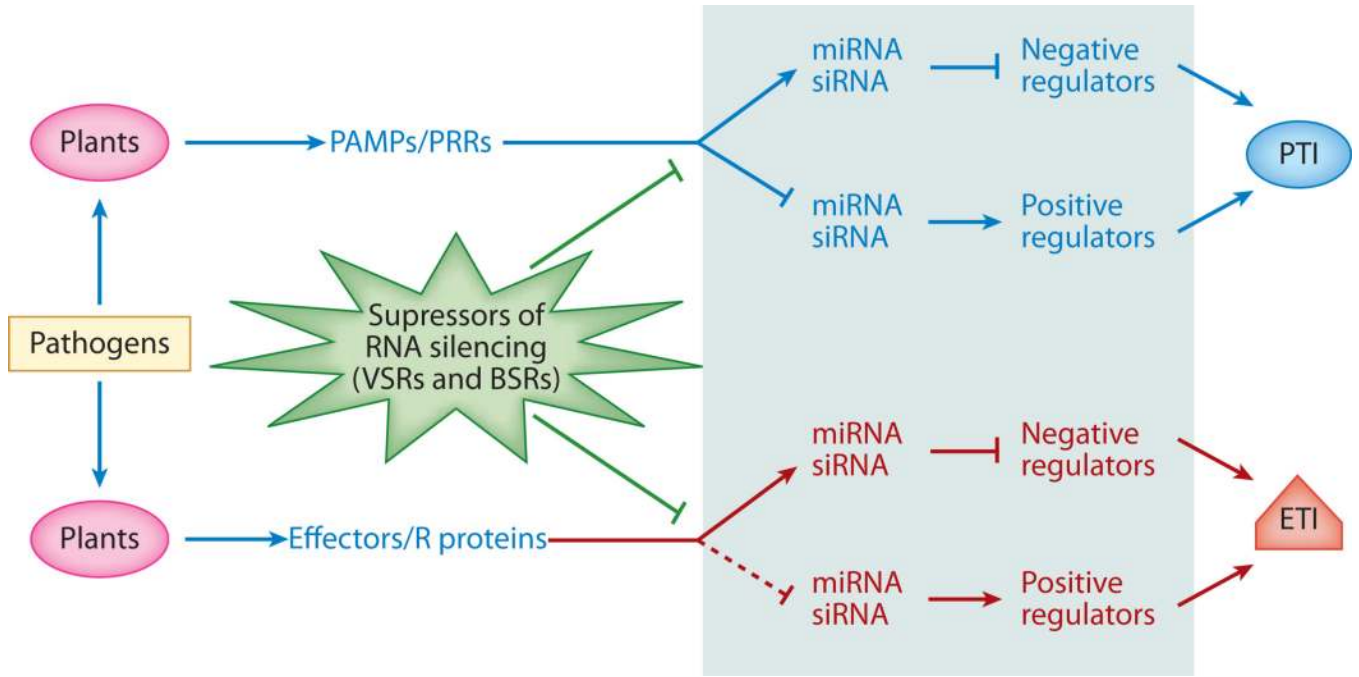 miRNA
siRNA
Negative
regulators
Plants
PAMPs/PRRs
PTI
miRNA
siRNA
Positive
regulators
Supressors of
RNA silencing
(VSRs and BSRs)
Pathogens
miRNA
siRNA
Negative
regulators
Plants
Effectors/R proteins
ETI
miRNA
siRNA
Positive
regulators